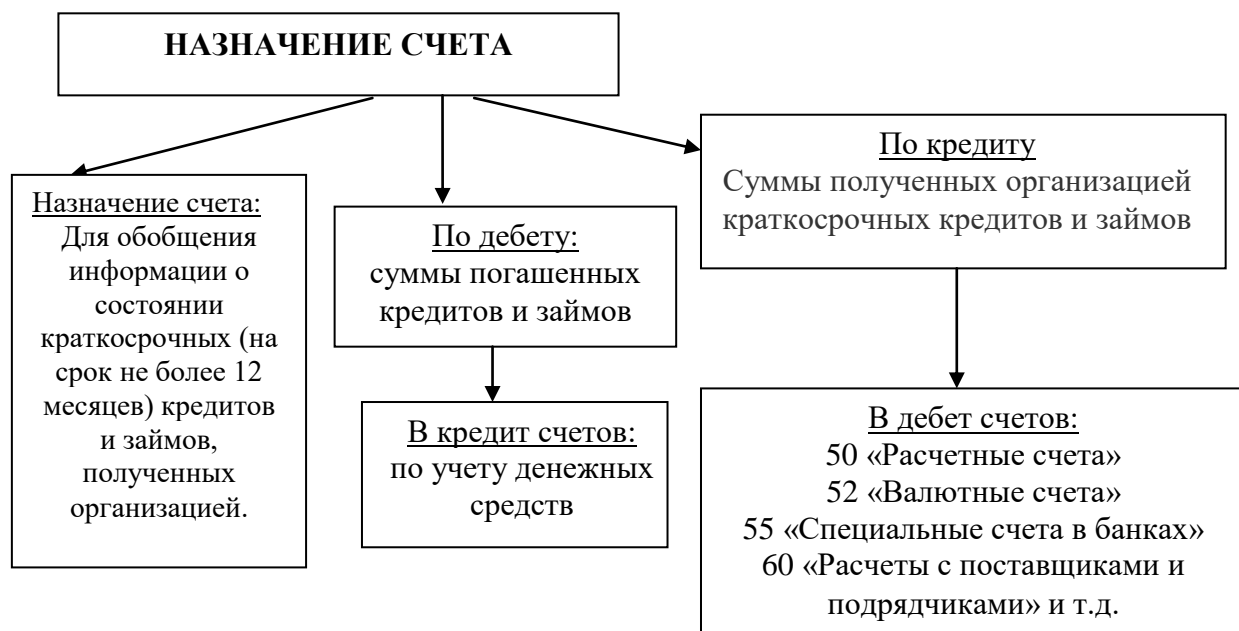 НАЗНАЧЕНИЕ СЧЕТА
Назначение счета:
Для обобщения
информации о
состоянии
краткосрочных (на
срок не более 12
месяцев) кредитов
и займов,
полученных
организацией.
По дебету:
суммы погашенных
кредитов и займов
В кредит счетов:
по учету денежных
средств
По кредиту
Суммы полученных организацией
краткосрочных кредитов и займов
В дебет счетов:
50 «Расчетные счета»
52 «Валютные счета»
55 «Специальные счета в банках»
60 «Расчеты с поставщиками и
подрядчиками» и т.д.